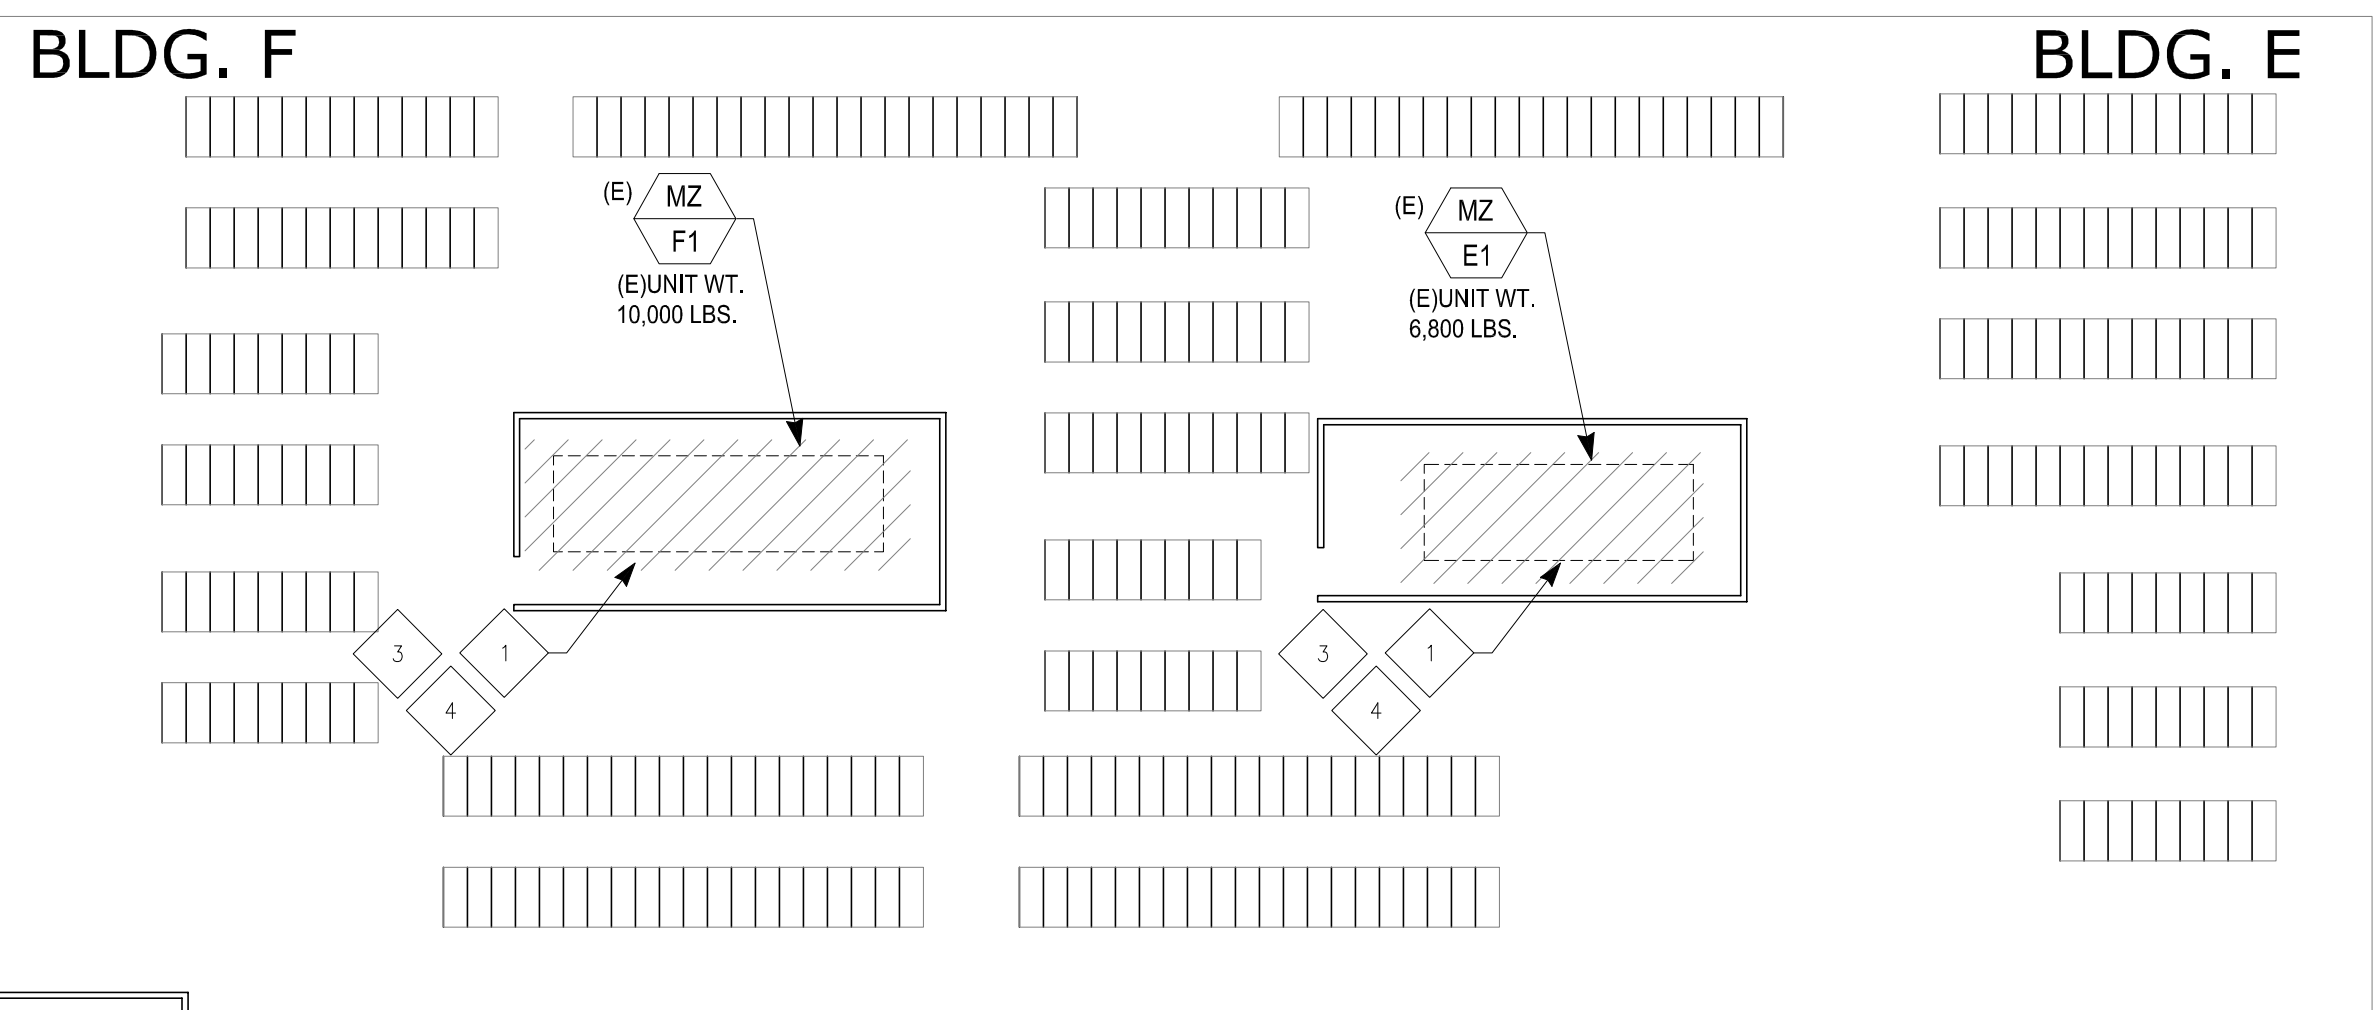 BLDG. F
BLDG. E
(E)
MZ
F1
(E)UNIT WT.
10,000 LBS.
(E)
MZ
E1
(E)UNIT WT.
6,800 LBS.
3
1
4
3
1
4